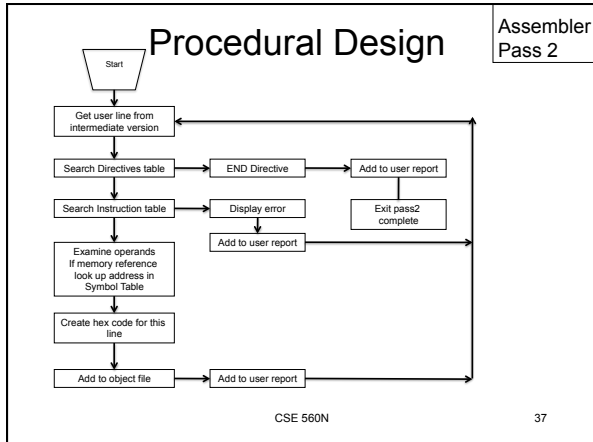 Procedural Design
Assembler
Pass 2
Start
Get user line from
intermediate version
Search Directives table
END Directive
Add to user report
Search Instruction table
Display error
Exit pass2
complete
Add to user report
Examine operands
If memory reference
look up address in
Symbol Table
Create hex code for this
line
Add to object file
Add to user report
CSE 560N
37